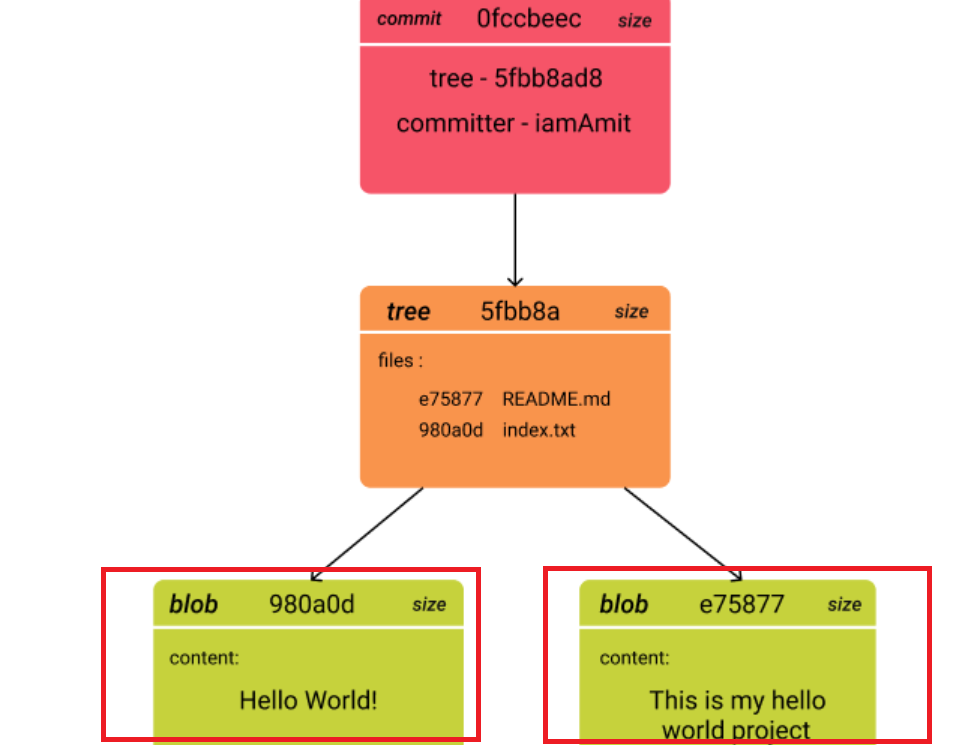 commit 0fccbeec size
tree - 5fbb8ad8
committer - iamAmit
tree 5fbb8a size
files :
e75877 README.md
980a0d index.txt
blob 980a0d size
content:
Hello World!
blob e75877 size
content:
This is my hello
world project